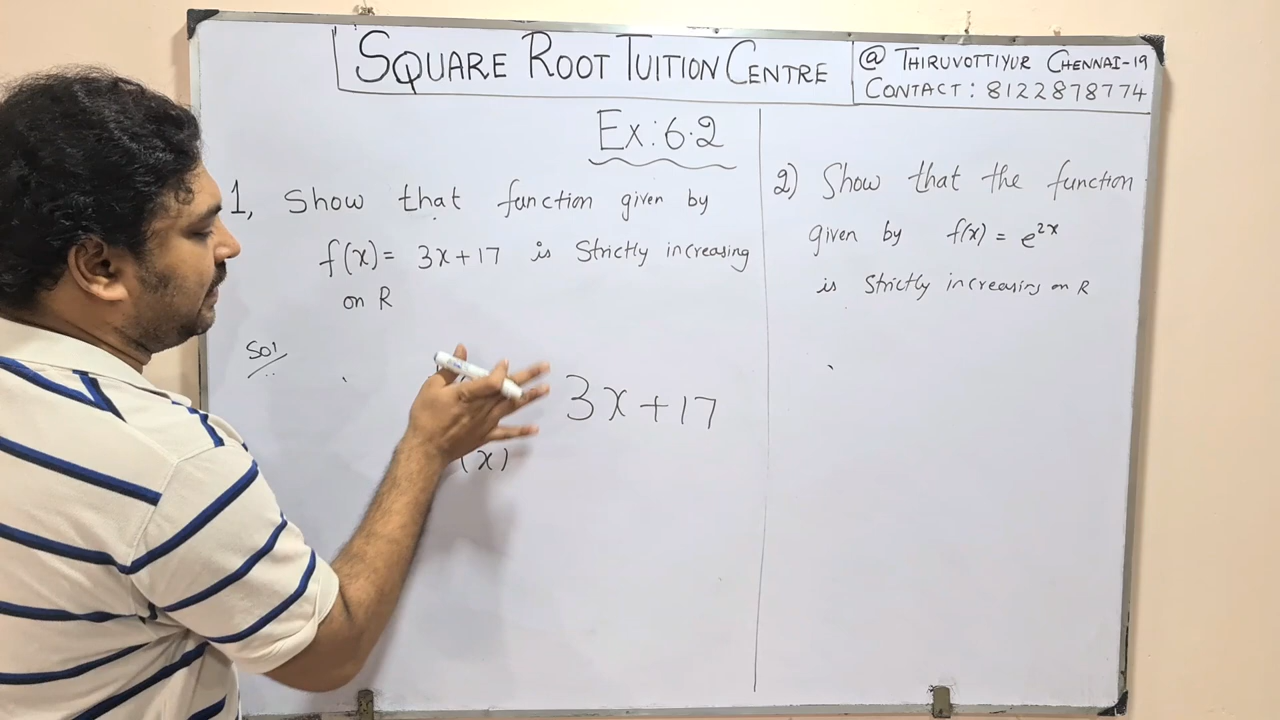 SQUARE ROOT TUITION CENTRE
@ THIRUVOTTIYUR CHENNAI-19
CONTACT : 8122878774
Ex:6.2
1, Show that function given by
f(x)= 3x+17 is Strictly increasing
on R
Sol
3x+17
(x)
2) Show that the function
given by f(x) = e²ˣ
is Strictly increasing on R